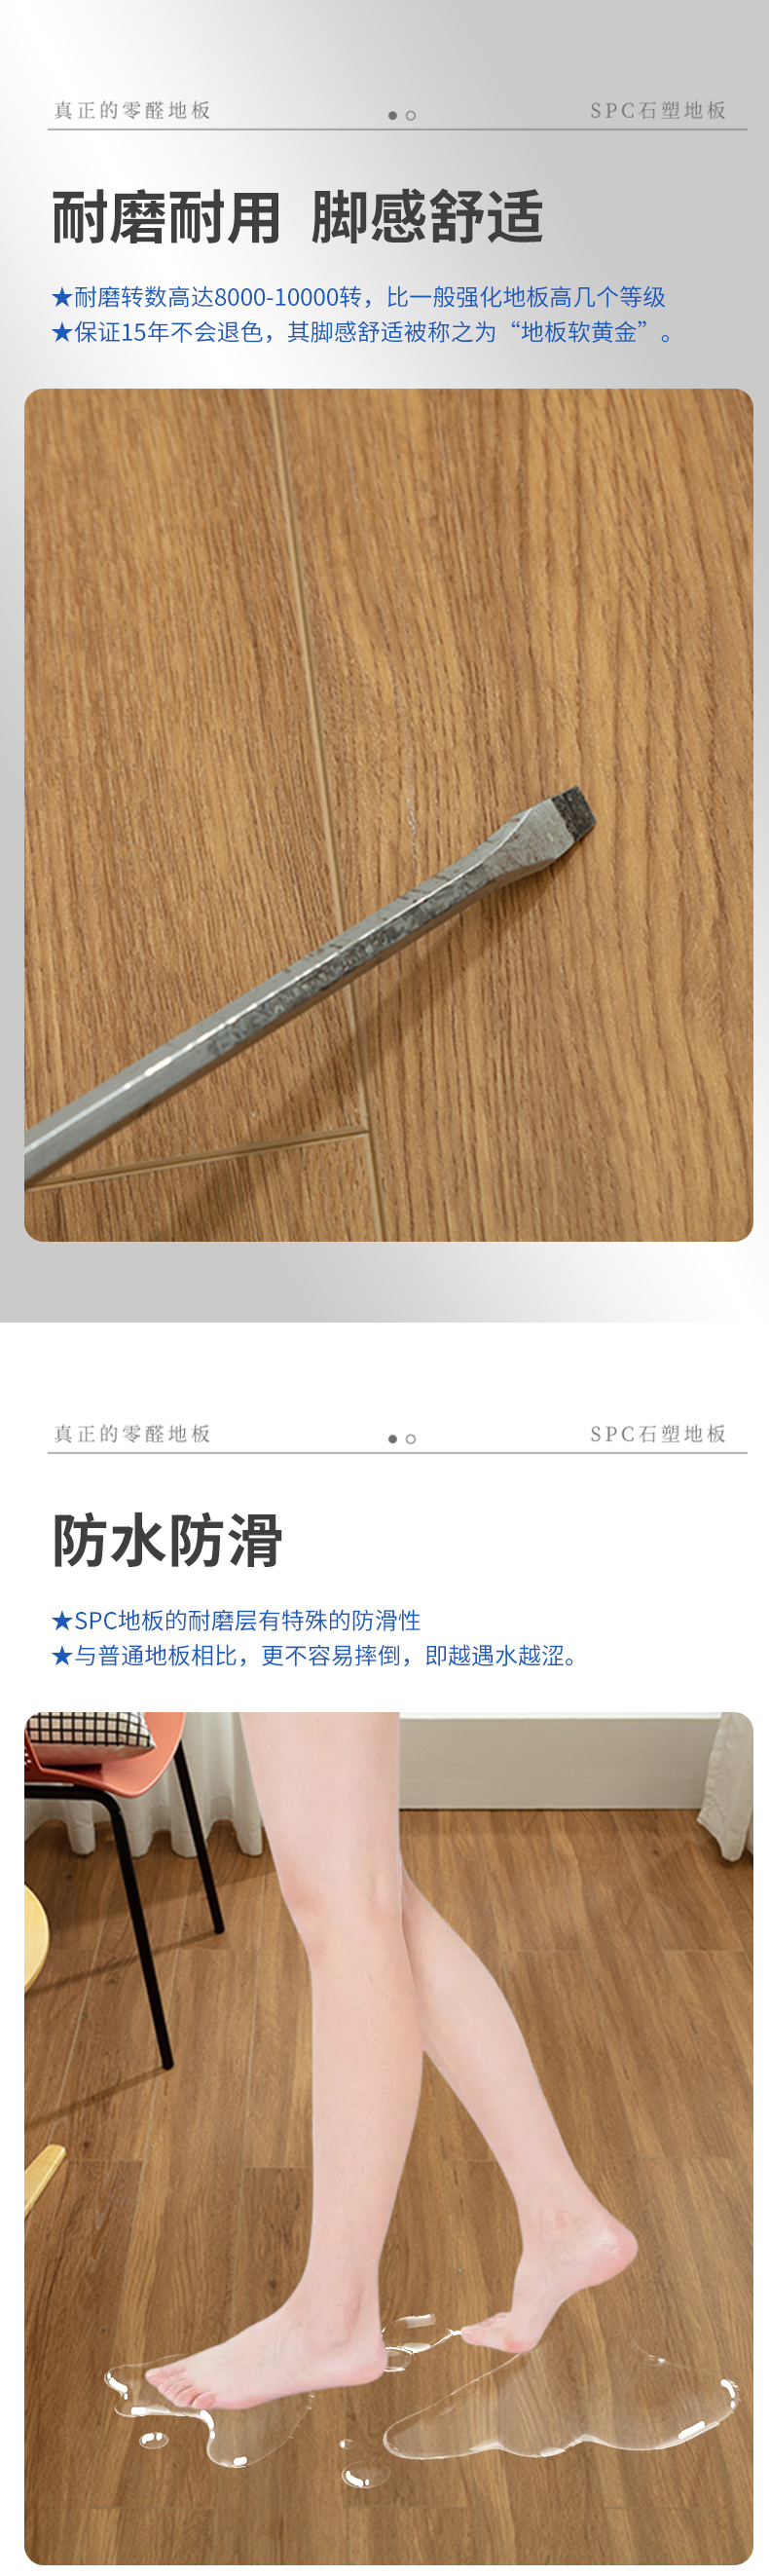 真正的零醛地板
SPC石塑地板
耐磨耐用 脚感舒适
★耐磨转数高达8000-10000转，比一般强化地板高几个等级
★保证15年不会退色，其脚感舒适被称之为“地板软黄金”。
真正的零醛地板
SPC石塑地板
防水防滑
★SPC地板的耐磨层有特殊的防滑性
★与普通地板相比，更不容易摔倒，即越遇水越涩。